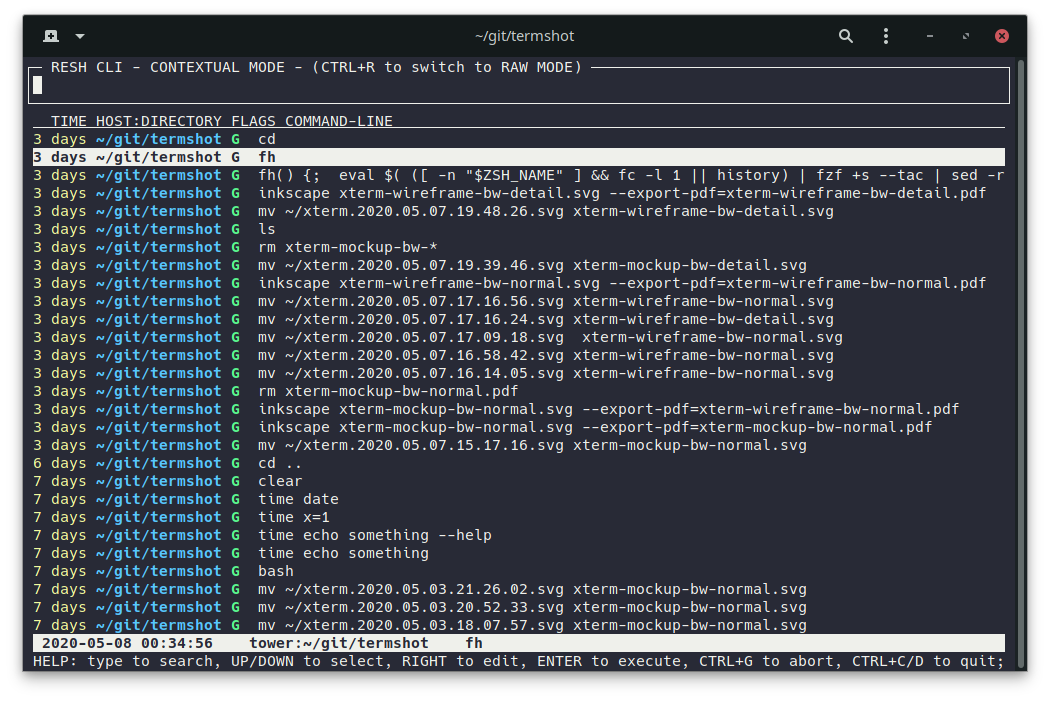 ~/git/termshot
RESH CLI - CONTEXTUAL MODE - (CTRL+R to switch to RAW MODE)
TIME HOST:DIRECTORY FLAGS COMMAND-LINE
3 days ~/git/termshot G cd
3 days ~/git/termshot G fh
3 days ~/git/termshot G fh() {;  eval $( ([ -n "$ZSH_NAME" ] && fc -l 1 || history) | fzf +s --tac | sed -r
3 days ~/git/termshot G inkscape xterm-wireframe-bw-detail.svg --export-pdf=xterm-wireframe-bw-detail.pdf
3 days ~/git/termshot G mv ~/xterm.2020.05.07.19.48.26.svg xterm-wireframe-bw-detail.svg
3 days ~/git/termshot G ls
3 days ~/git/termshot G rm xterm-mockup-bw-*
3 days ~/git/termshot G mv ~/xterm.2020.05.07.19.39.46.svg xterm-mockup-bw-detail.svg
3 days ~/git/termshot G inkscape xterm-wireframe-bw-normal.svg --export-pdf=xterm-wireframe-bw-normal.pdf
3 days ~/git/termshot G mv ~/xterm.2020.05.07.17.16.56.svg xterm-wireframe-bw-normal.svg
3 days ~/git/termshot G mv ~/xterm.2020.05.07.17.16.24.svg xterm-wireframe-bw-detail.svg
3 days ~/git/termshot G mv ~/xterm.2020.05.07.17.09.18.svg  xterm-wireframe-bw-normal.svg
3 days ~/git/termshot G mv ~/xterm.2020.05.07.16.58.42.svg xterm-wireframe-bw-normal.svg
3 days ~/git/termshot G mv ~/xterm.2020.05.07.16.14.05.svg xterm-wireframe-bw-normal.svg
3 days ~/git/termshot G rm xterm-mockup-bw-normal.pdf
3 days ~/git/termshot G inkscape xterm-mockup-bw-normal.svg --export-pdf=xterm-wireframe-bw-normal.pdf
3 days ~/git/termshot G inkscape xterm-mockup-bw-normal.svg --export-pdf=xterm-mockup-bw-normal.pdf
3 days ~/git/termshot G mv ~/xterm.2020.05.07.15.17.16.svg xterm-mockup-bw-normal.svg
6 days ~/git/termshot G cd ..
7 days ~/git/termshot G clear
7 days ~/git/termshot G time date
7 days ~/git/termshot G time x=1
7 days ~/git/termshot G time echo something --help
7 days ~/git/termshot G time echo something
7 days ~/git/termshot G bash
7 days ~/git/termshot G mv ~/xterm.2020.05.03.21.26.02.svg xterm-mockup-bw-normal.svg
7 days ~/git/termshot G mv ~/xterm.2020.05.03.20.52.33.svg xterm-mockup-bw-normal.svg
7 days ~/git/termshot G mv ~/xterm.2020.05.03.18.07.57.svg xterm-mockup-bw-normal.svg
2020-05-08 00:34:56 tower:~/git/termshot fh
HELP: type to search, UP/DOWN to select, RIGHT to edit, ENTER to execute, CTRL+G to abort, CTRL+C/D to quit;